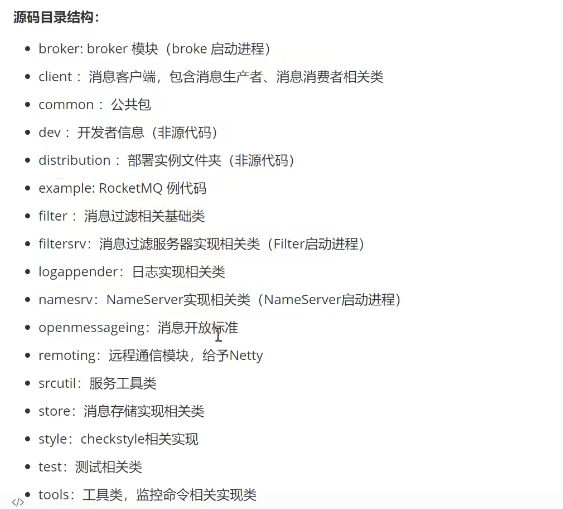 源码目录结构：
broker: broker 模块（broke 启动进程）
client ：消息客户端，包含消息生产者、消息消费者相关类
common ：公共包
dev ：开发者信息（非源代码）
distribution ：部署实例文件夹（非源代码）
example: RocketMQ 例代码
filter ：消息过滤相关基础类
filtersrv：消息过滤服务器实现相关类（Filter启动进程）
logappender：日志实现相关类
namesrv：NameServer实现相关类（NameServer启动进程）
openmessageing：消息开放标准
remoting：远程通信模块，给予Netty
srcutil：服务工具类
store：消息存储实现相关类
style：checkstyle相关实现
test：测试相关类
tools：工具类，监控命令相关实现类